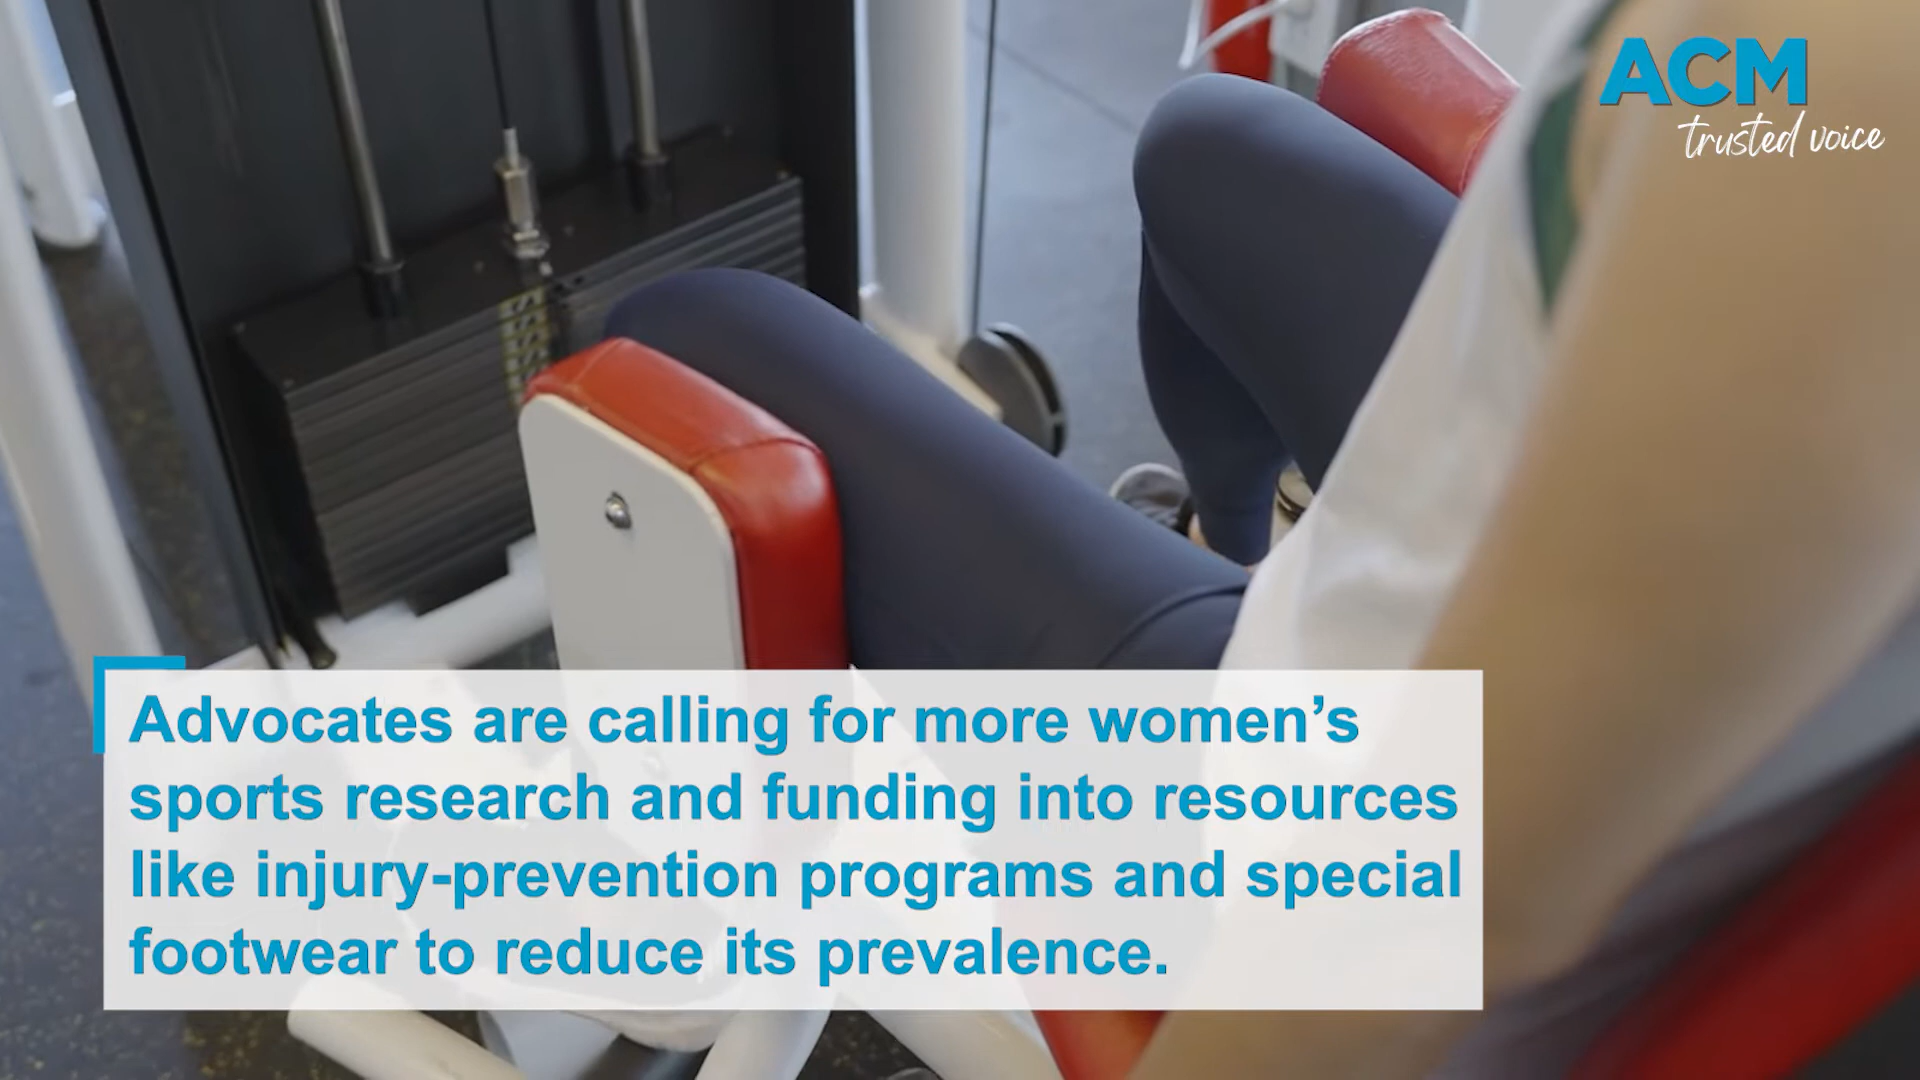 ACM
trusted voice
Advocates are calling for more women’s
sports research and funding into resources
like injury-prevention programs and special
footwear to reduce its prevalence.